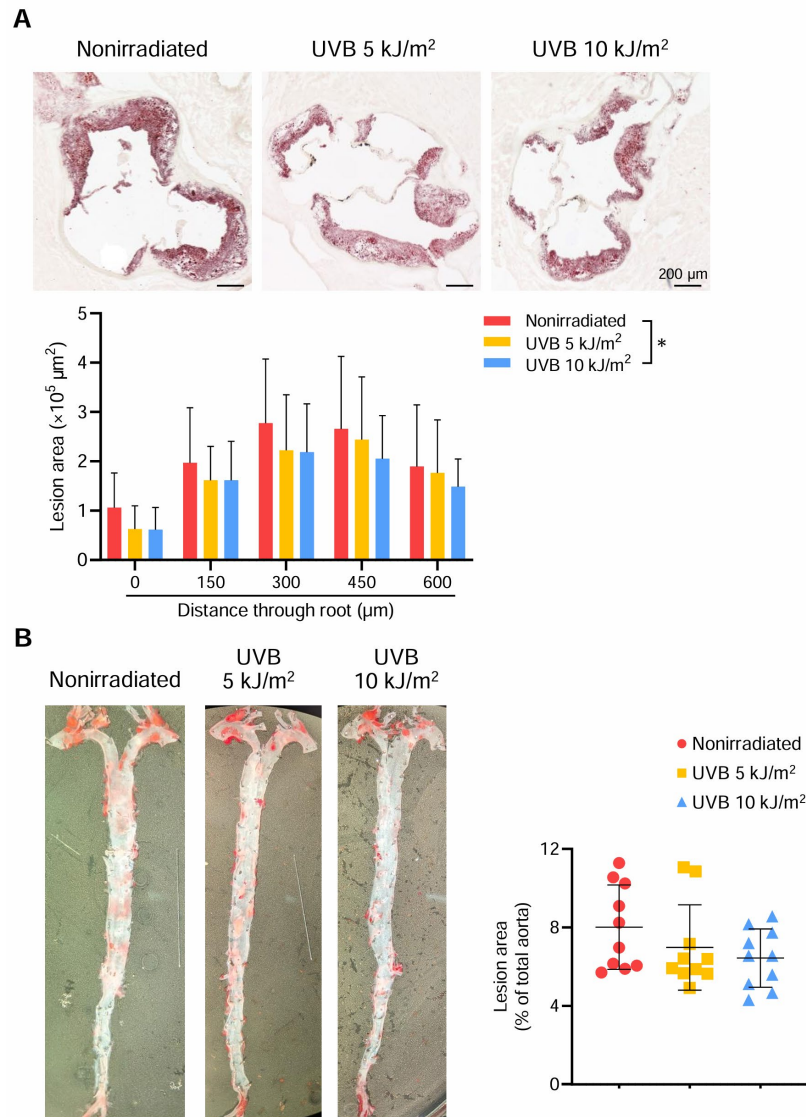 A
Nonirradiated
UVB 5 kJ/m²
UVB 10 kJ/m²
200 µm
Lesion area (×10⁵ µm²)
5
4
3
2
1
0
0
150
300
450
600
Distance through root (µm)
Nonirradiated
UVB 5 kJ/m²
UVB 10 kJ/m²
*
B
Nonirradiated
UVB
5 kJ/m²
UVB
10 kJ/m²
Nonirradiated
UVB 5 kJ/m²
UVB 10 kJ/m²
Lesion area
(% of total aorta)
12
8
4
0